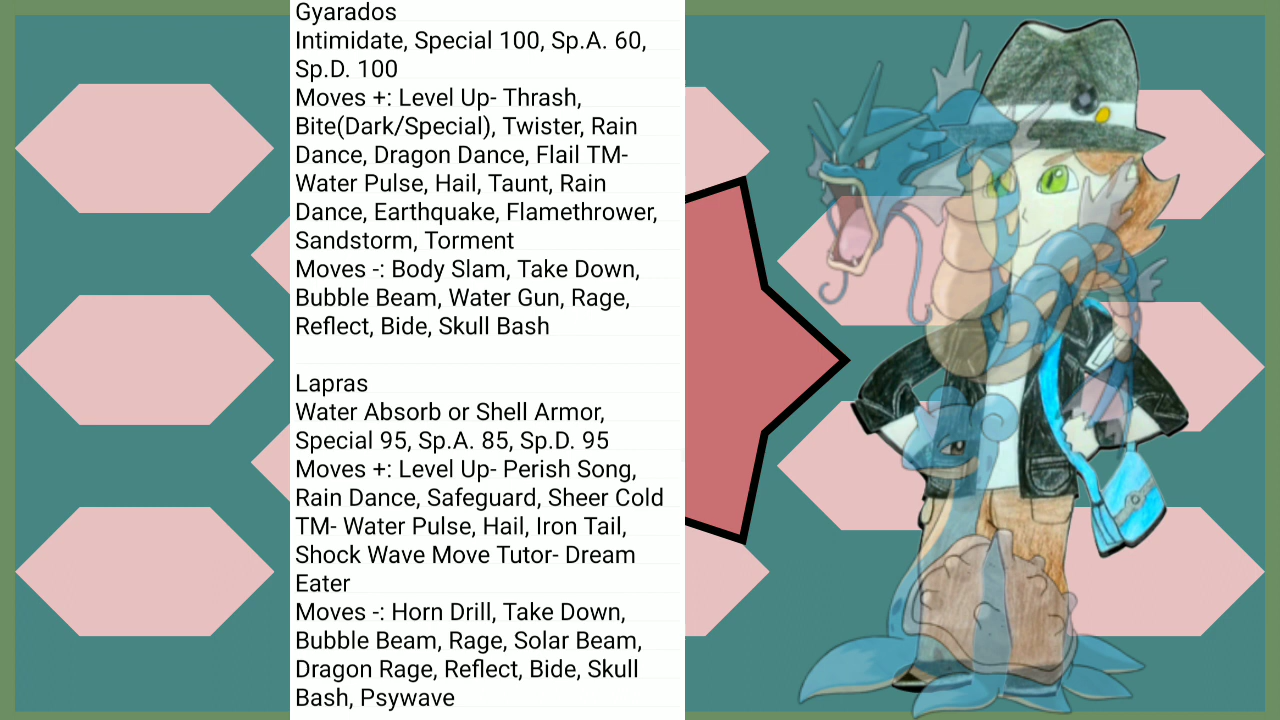 Gyarados
Intimidate, Special 100, Sp.A. 60,
Sp.D. 100
Moves +: Level Up- Thrash,
Bite(Dark/Special), Twister, Rain
Dance, Dragon Dance, Flail TM-
Water Pulse, Hail, Taunt, Rain
Dance, Earthquake, Flamethrower,
Sandstorm, Torment
Moves -: Body Slam, Take Down,
Bubble Beam, Water Gun, Rage,
Reflect, Bide, Skull Bash

Lapras
Water Absorb or Shell Armor,
Special 95, Sp.A. 85, Sp.D. 95
Moves +: Level Up- Perish Song,
Rain Dance, Safeguard, Sheer Cold
TM- Water Pulse, Hail, Iron Tail,
Shock Wave Move Tutor- Dream
Eater
Moves -: Horn Drill, Take Down,
Bubble Beam, Rage, Solar Beam,
Dragon Rage, Reflect, Bide, Skull
Bash, Psywave